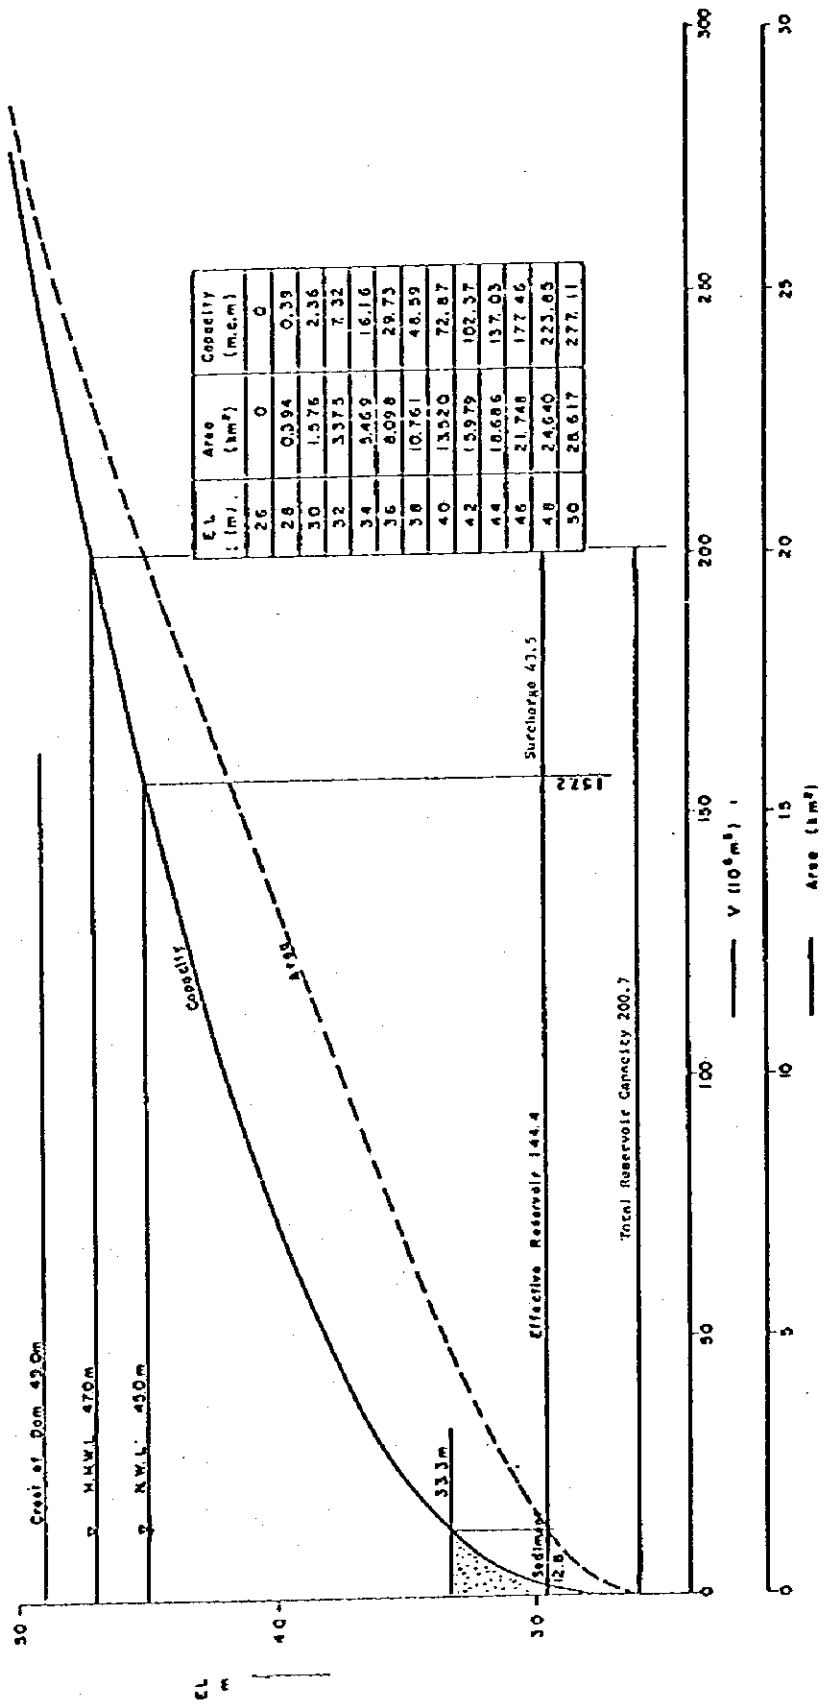 50
40
30
EL
m
Crest of Dam 49.0m
H.H.W.L 47.0m
N.W.L 45.0m
33.3m
Capacity
Area
EL (m) Area (km²) Capacity (m.c.m)
26 0 0
28 0.394 0.39
30 1.576 2.36
32 3.375 7.32
34 5.469 16.16
36 8.098 29.73
38 10.761 48.59
40 13.520 72.87
42 15.979 102.37
44 18.686 137.03
46 21.748 177.46
48 24.640 223.85
50 28.617 277.11
Sediment
12.8
Effective Reservoir 144.4
Surcharge 43.5
157.2
Total Reservoir Capacity 200.7
0 50 100 150 200 250 300
V (10⁶m³)
0 5 10 15 20 25 30
Area (km²)